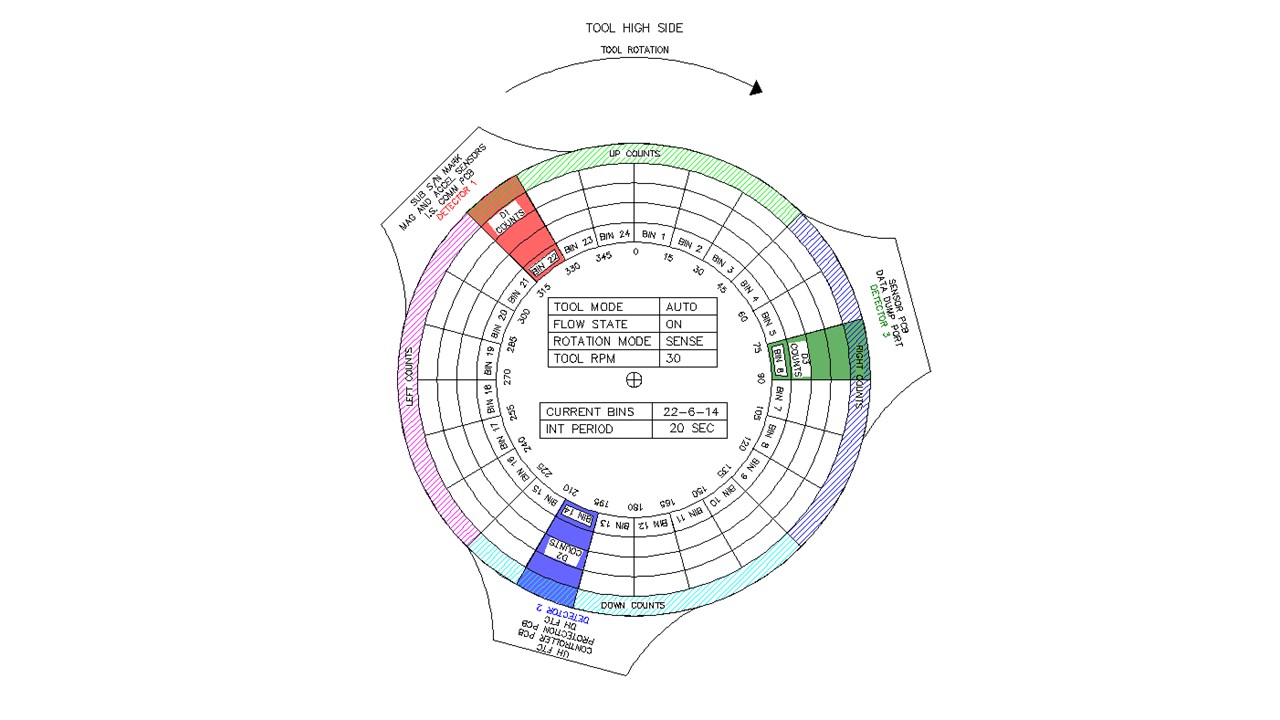 TOOL HIGH SIDE
TOOL ROTATION
UP COUNTS
SUB S/N MARK
MAG AND ACCEL SENSORS
I.S. COMM PCB
DETECTOR 1
D1
COUNTS
BIN 22
BIN 23
BIN 24
BIN 1
BIN 2
BIN 3
BIN 4
BIN 5
BIN 6
D3
COUNTS
RIGHT COUNTS
SENSOR PCB
DATA DUMP PORT
DETECTOR 3
BIN 7
BIN 8
BIN 9
BIN 10
BIN 11
BIN 12
BIN 13
BIN 14
D2
COUNTS
DOWN COUNTS
DETECTOR 2
DH FTC
PROTECTION PCB
CONTROLLER PCB
UH FTC
BIN 15
BIN 16
BIN 17
BIN 18
BIN 19
BIN 20
BIN 21
LEFT COUNTS
0
15
30
45
60
75
90
105
120
135
150
165
180
195
210
225
240
255
270
285
300
315
330
345
TOOL MODE AUTO
FLOW STATE ON
ROTATION MODE SENSE
TOOL RPM 30
CURRENT BINS 22-6-14
INT PERIOD 20 SEC